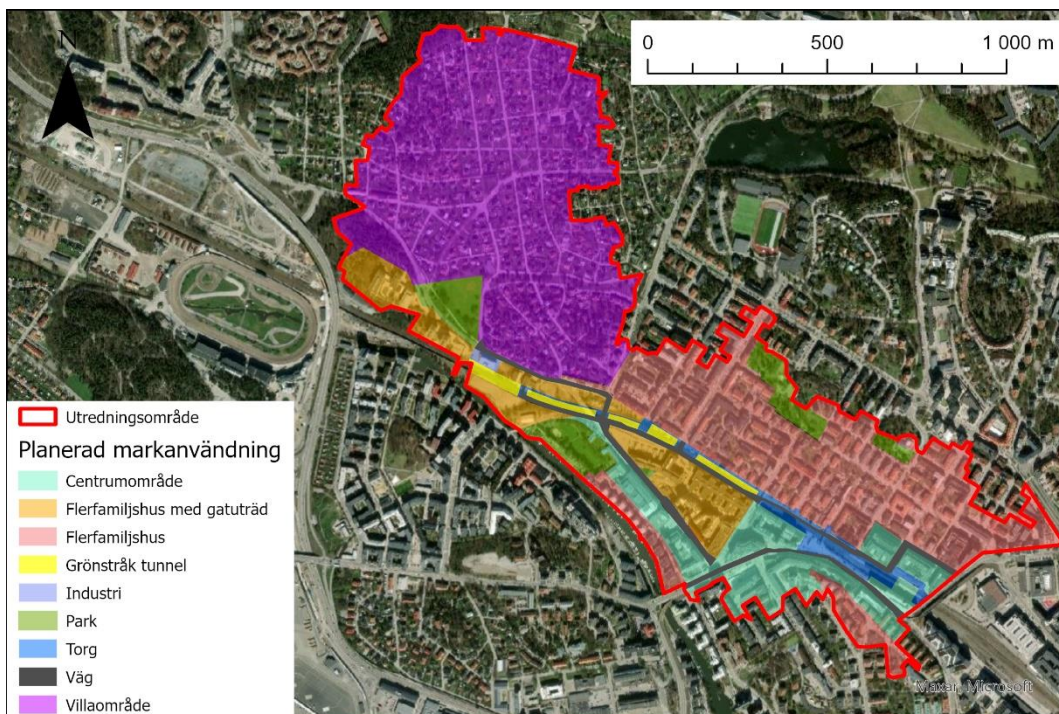 N
0 500 1 000 m
Utredningsområde
Planerad markanvändning
Centrumområde
Flerfamiljshus med gatuträd
Flerfamiljshus
Grönstråk tunnel
Industri
Park
Torg
Väg
Villaområde
Maxar, Microsoft